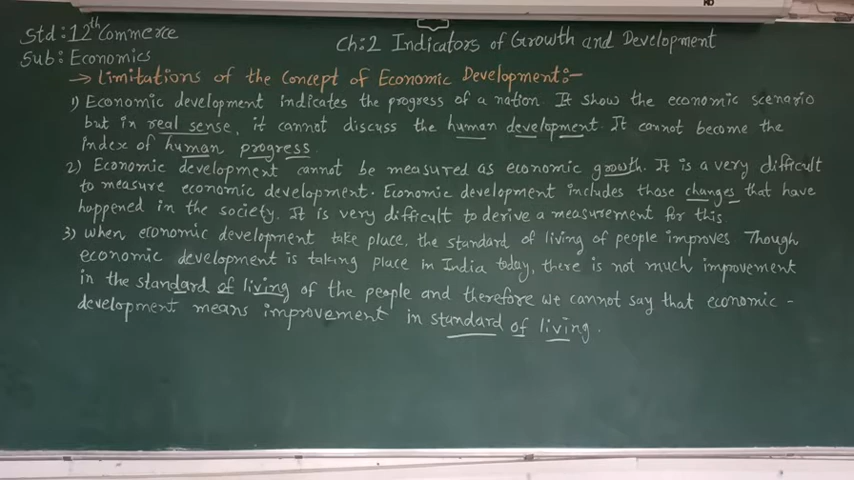 Std: 12th Commerce
Sub: Economics
Ch:2 Indicators of Growth and Development
→ Limitations of the Concept of Economic Development:-
1) Economic development indicates the progress of a nation. It show the economic scenario
but in real sense, it cannot discuss the human development. It cannot become the
index of human progress.
2) Economic development cannot be measured as economic growth. It is a very difficult
to measure economic development. Economic development includes those changes that have
happened in the society. It is very difficult to derive a measurement for this.
3) When economic development take place, the standard of living of people improves Though
economic development is taking place in India today, there is not much improvement
in the standard of living of the people and therefore we cannot say that economic -
development means improvement in standard of living.